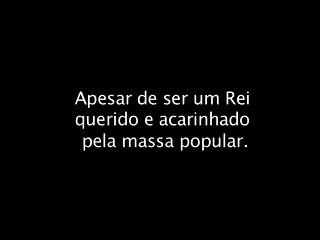 Apesar de ser um Rei
querido e acarinhado
pela massa popular.